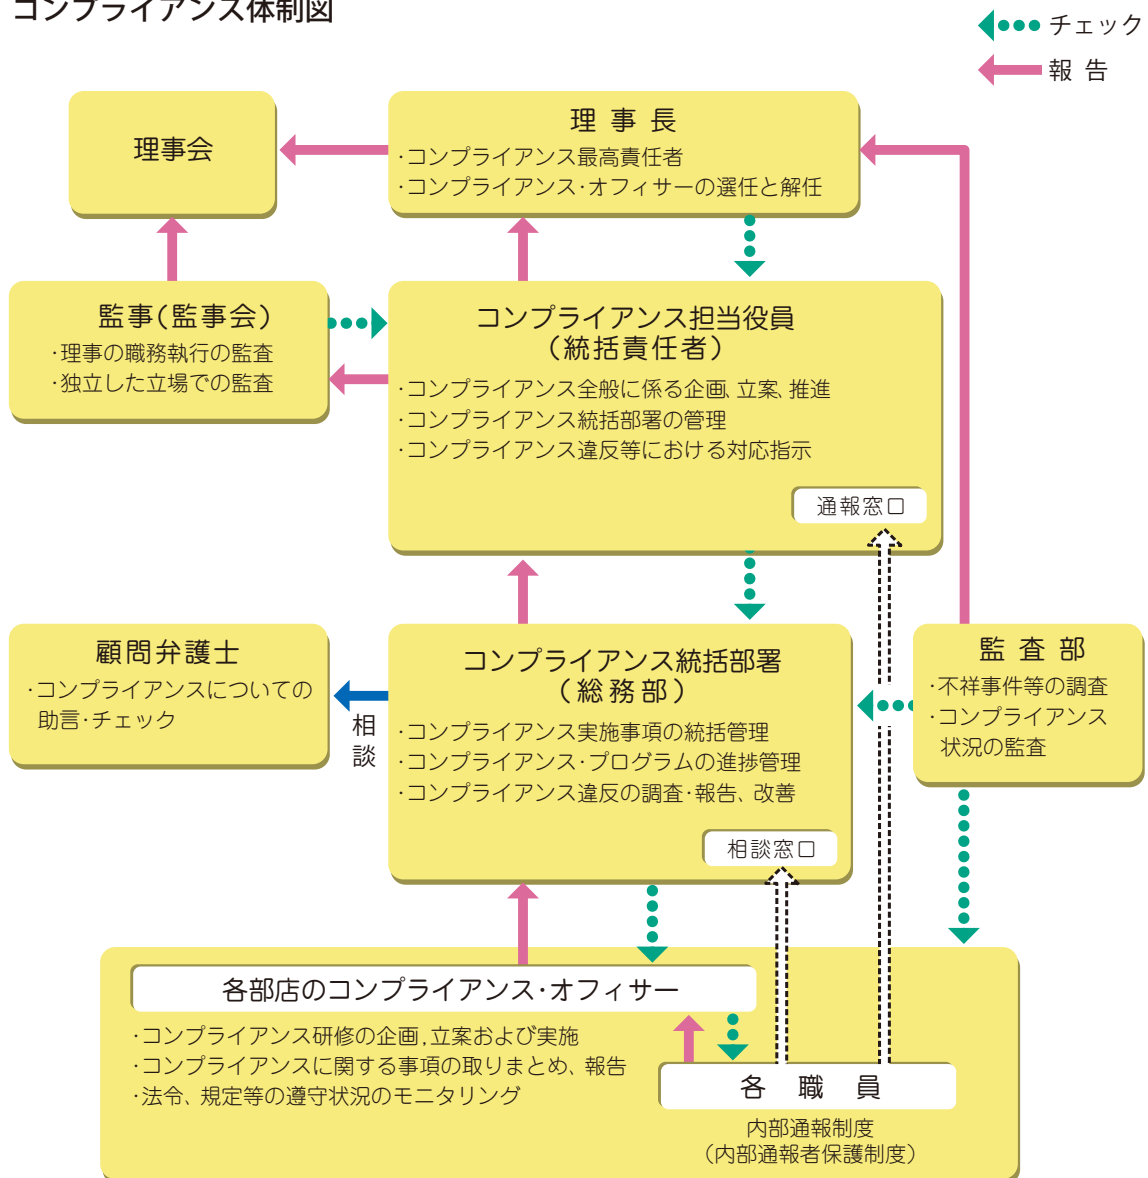 コンプライアンス体制図
チェック
報 告
理事会
理 事 長
・コンプライアンス最高責任者
・コンプライアンス・オフィサーの選任と解任
監事(監事会)
・理事の職務執行の監査
・独立した立場での監査
コンプライアンス担当役員
(統括責任者)
・コンプライアンス全般に係る企画、立案、推進
・コンプライアンス統括部署の管理
・コンプライアンス違反等における対応指示
通報窓口
顧問弁護士
・コンプライアンスについての
助言・チェック
相談
コンプライアンス統括部署
(総務部)
・コンプライアンス実施事項の統括管理
・コンプライアンス・プログラムの進捗管理
・コンプライアンス違反の調査・報告、改善
相談窓口
監 査 部
・不祥事件等の調査
・コンプライアンス
状況の監査
各部店のコンプライアンス・オフィサー
・コンプライアンス研修の企画,立案および実施
・コンプライアンスに関する事項の取りまとめ、報告
・法令、規定等の遵守状況のモニタリング
各 職 員
内部通報制度
(内部通報者保護制度)